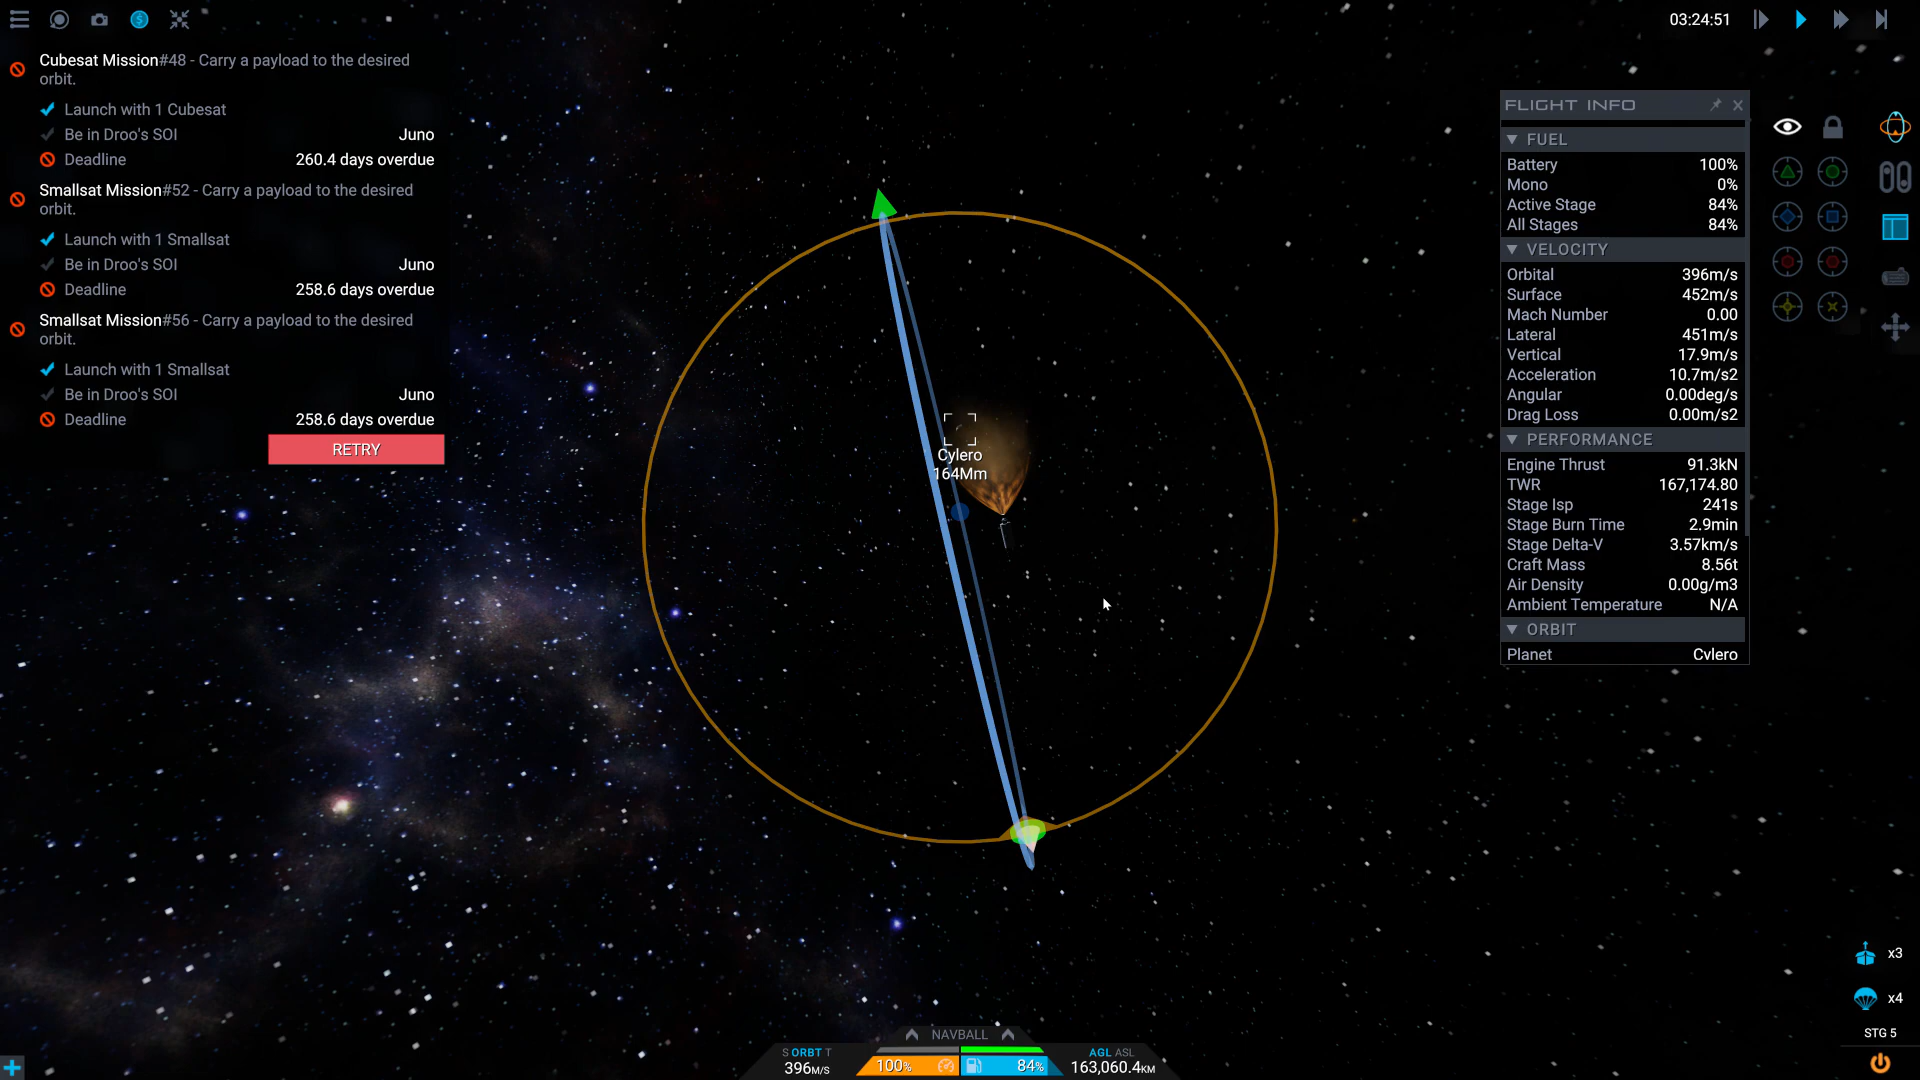 03:24:51
Cubesat Mission#48 - Carry a payload to the desired
orbit.
Launch with 1 Cubesat
Be in Droo's SOI Juno
Deadline 260.4 days overdue
Smallsat Mission#52 - Carry a payload to the desired
orbit.
Launch with 1 Smallsat
Be in Droo's SOI Juno
Deadline 258.6 days overdue
Smallsat Mission#56 - Carry a payload to the desired
orbit.
Launch with 1 Smallsat
Be in Droo's SOI Juno
Deadline 258.6 days overdue
RETRY
Cylero
164Mm
FLIGHT INFO
FUEL
Battery 100%
Mono 0%
Active Stage 84%
All Stages 84%
VELOCITY
Orbital 396m/s
Surface 452m/s
Mach Number 0.00
Lateral 451m/s
Vertical 17.9m/s
Acceleration 10.7m/s2
Angular 0.00deg/s
Drag Loss 0.00m/s2
PERFORMANCE
Engine Thrust 91.3kN
TWR 167,174.80
Stage Isp 241s
Stage Burn Time 2.9min
Stage Delta-V 3.57km/s
Craft Mass 8.56t
Air Density 0.00g/m3
Ambient Temperature N/A
ORBIT
Planet Cylero
x3
x4
STG 5
NAVBALL
S ORBT T
396M/S
100%
84%
AGL ASL
163,060.4KM